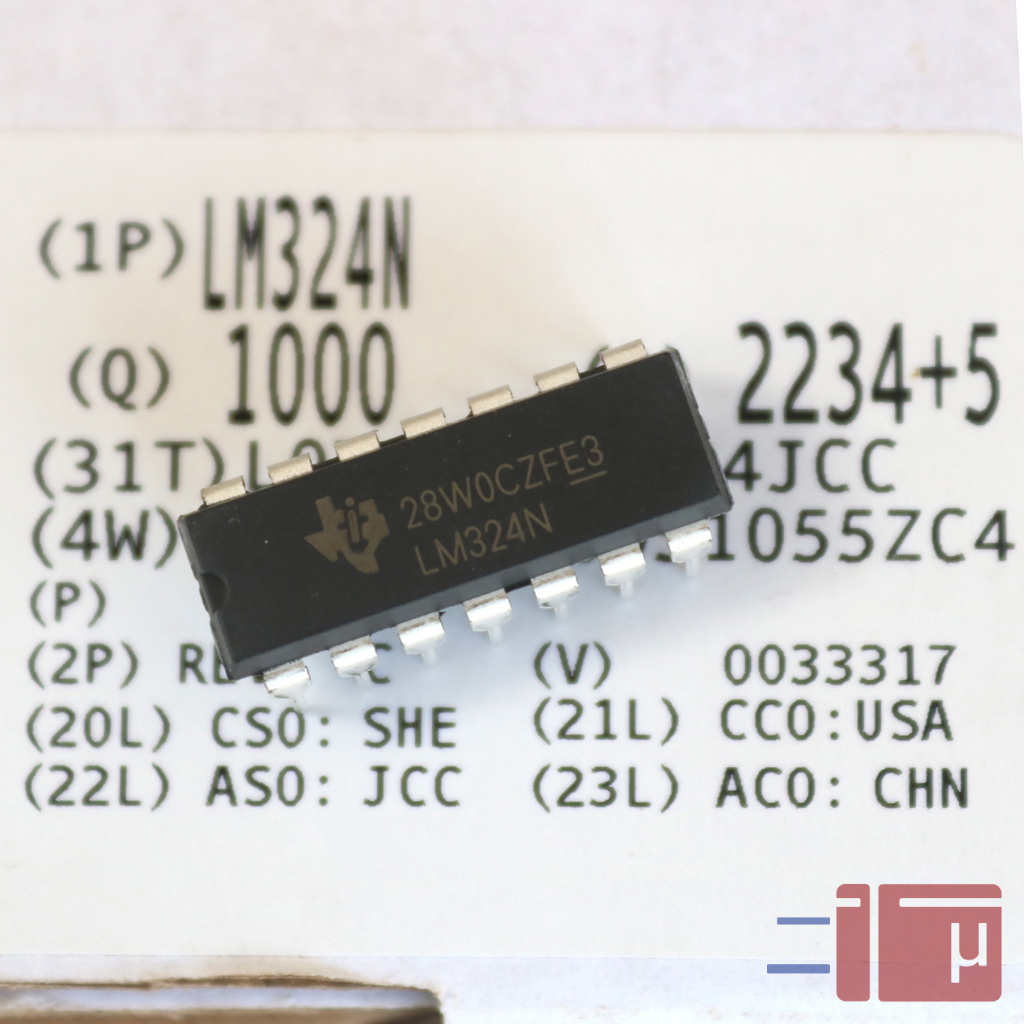 (1P) LM324N
(Q) 1000 2234+5
(31T) 4JCC
(4W) 1055ZC4
(P)
(2P) (V) 0033317
(20L) CSO: SHE (21L) CCO:USA
(22L) ASO: JCC (23L) ACO: CHN
28W0CZFE3
LM324N
µ